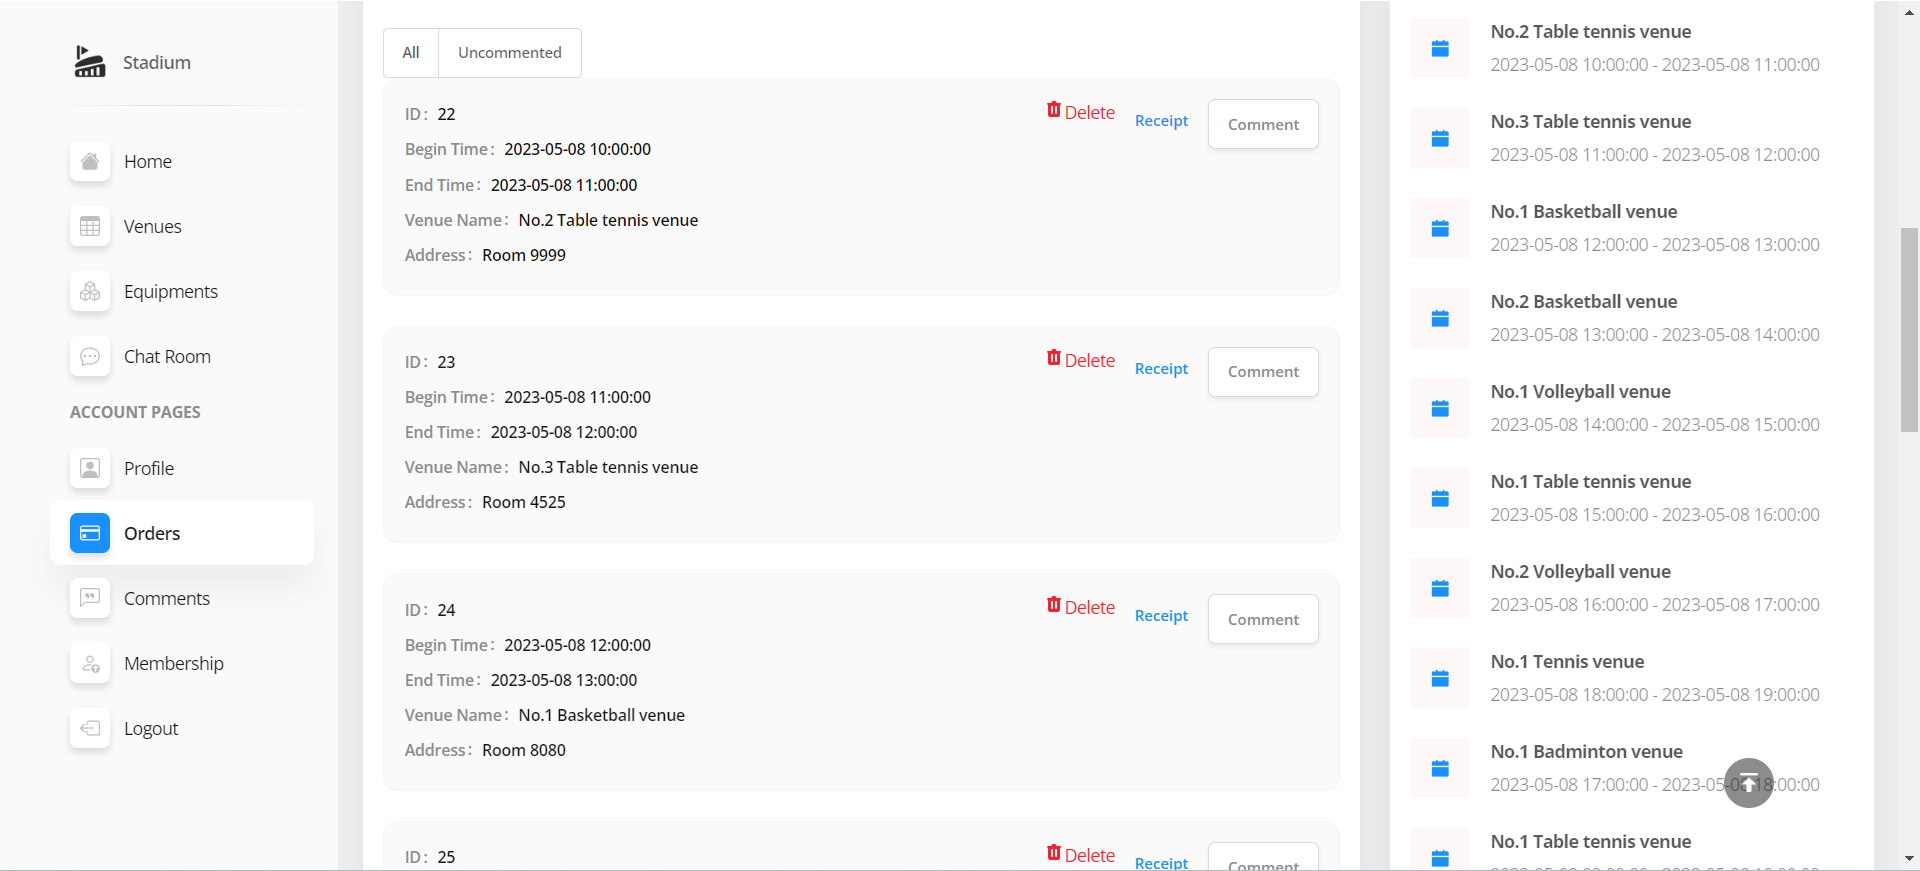 Stadium
Home
Venues
Equipments
Chat Room
ACCOUNT PAGES
Profile
Orders
Comments
Membership
Logout
All
Uncommented
ID: 22
Delete
Receipt
Comment
Begin Time: 2023-05-08 10:00:00
End Time: 2023-05-08 11:00:00
Venue Name: No.2 Table tennis venue
Address: Room 9999
ID: 23
Delete
Receipt
Comment
Begin Time: 2023-05-08 11:00:00
End Time: 2023-05-08 12:00:00
Venue Name: No.3 Table tennis venue
Address: Room 4525
ID: 24
Delete
Receipt
Comment
Begin Time: 2023-05-08 12:00:00
End Time: 2023-05-08 13:00:00
Venue Name: No.1 Basketball venue
Address: Room 8080
ID: 25
Delete
Receipt
Comment
No.2 Table tennis venue
2023-05-08 10:00:00 - 2023-05-08 11:00:00
No.3 Table tennis venue
2023-05-08 11:00:00 - 2023-05-08 12:00:00
No.1 Basketball venue
2023-05-08 12:00:00 - 2023-05-08 13:00:00
No.2 Basketball venue
2023-05-08 13:00:00 - 2023-05-08 14:00:00
No.1 Volleyball venue
2023-05-08 14:00:00 - 2023-05-08 15:00:00
No.1 Table tennis venue
2023-05-08 15:00:00 - 2023-05-08 16:00:00
No.2 Volleyball venue
2023-05-08 16:00:00 - 2023-05-08 17:00:00
No.1 Tennis venue
2023-05-08 18:00:00 - 2023-05-08 19:00:00
No.1 Badminton venue
2023-05-08 17:00:00 - 2023-05-08 18:00:00
No.1 Table tennis venue